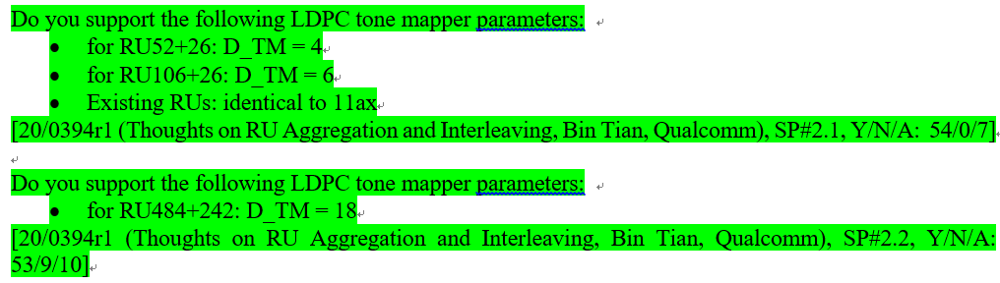 Do you support the following LDPC tone mapper parameters:
● for RU52+26: D_TM = 4
● for RU106+26: D_TM = 6
● Existing RUs: identical to 11ax
[20/0394r1 (Thoughts on RU Aggregation and Interleaving, Bin Tian, Qualcomm), SP#2.1, Y/N/A: 54/0/7]
Do you support the following LDPC tone mapper parameters:
● for RU484+242: D_TM = 18
[20/0394r1 (Thoughts on RU Aggregation and Interleaving, Bin Tian, Qualcomm), SP#2.2, Y/N/A:
53/9/10]